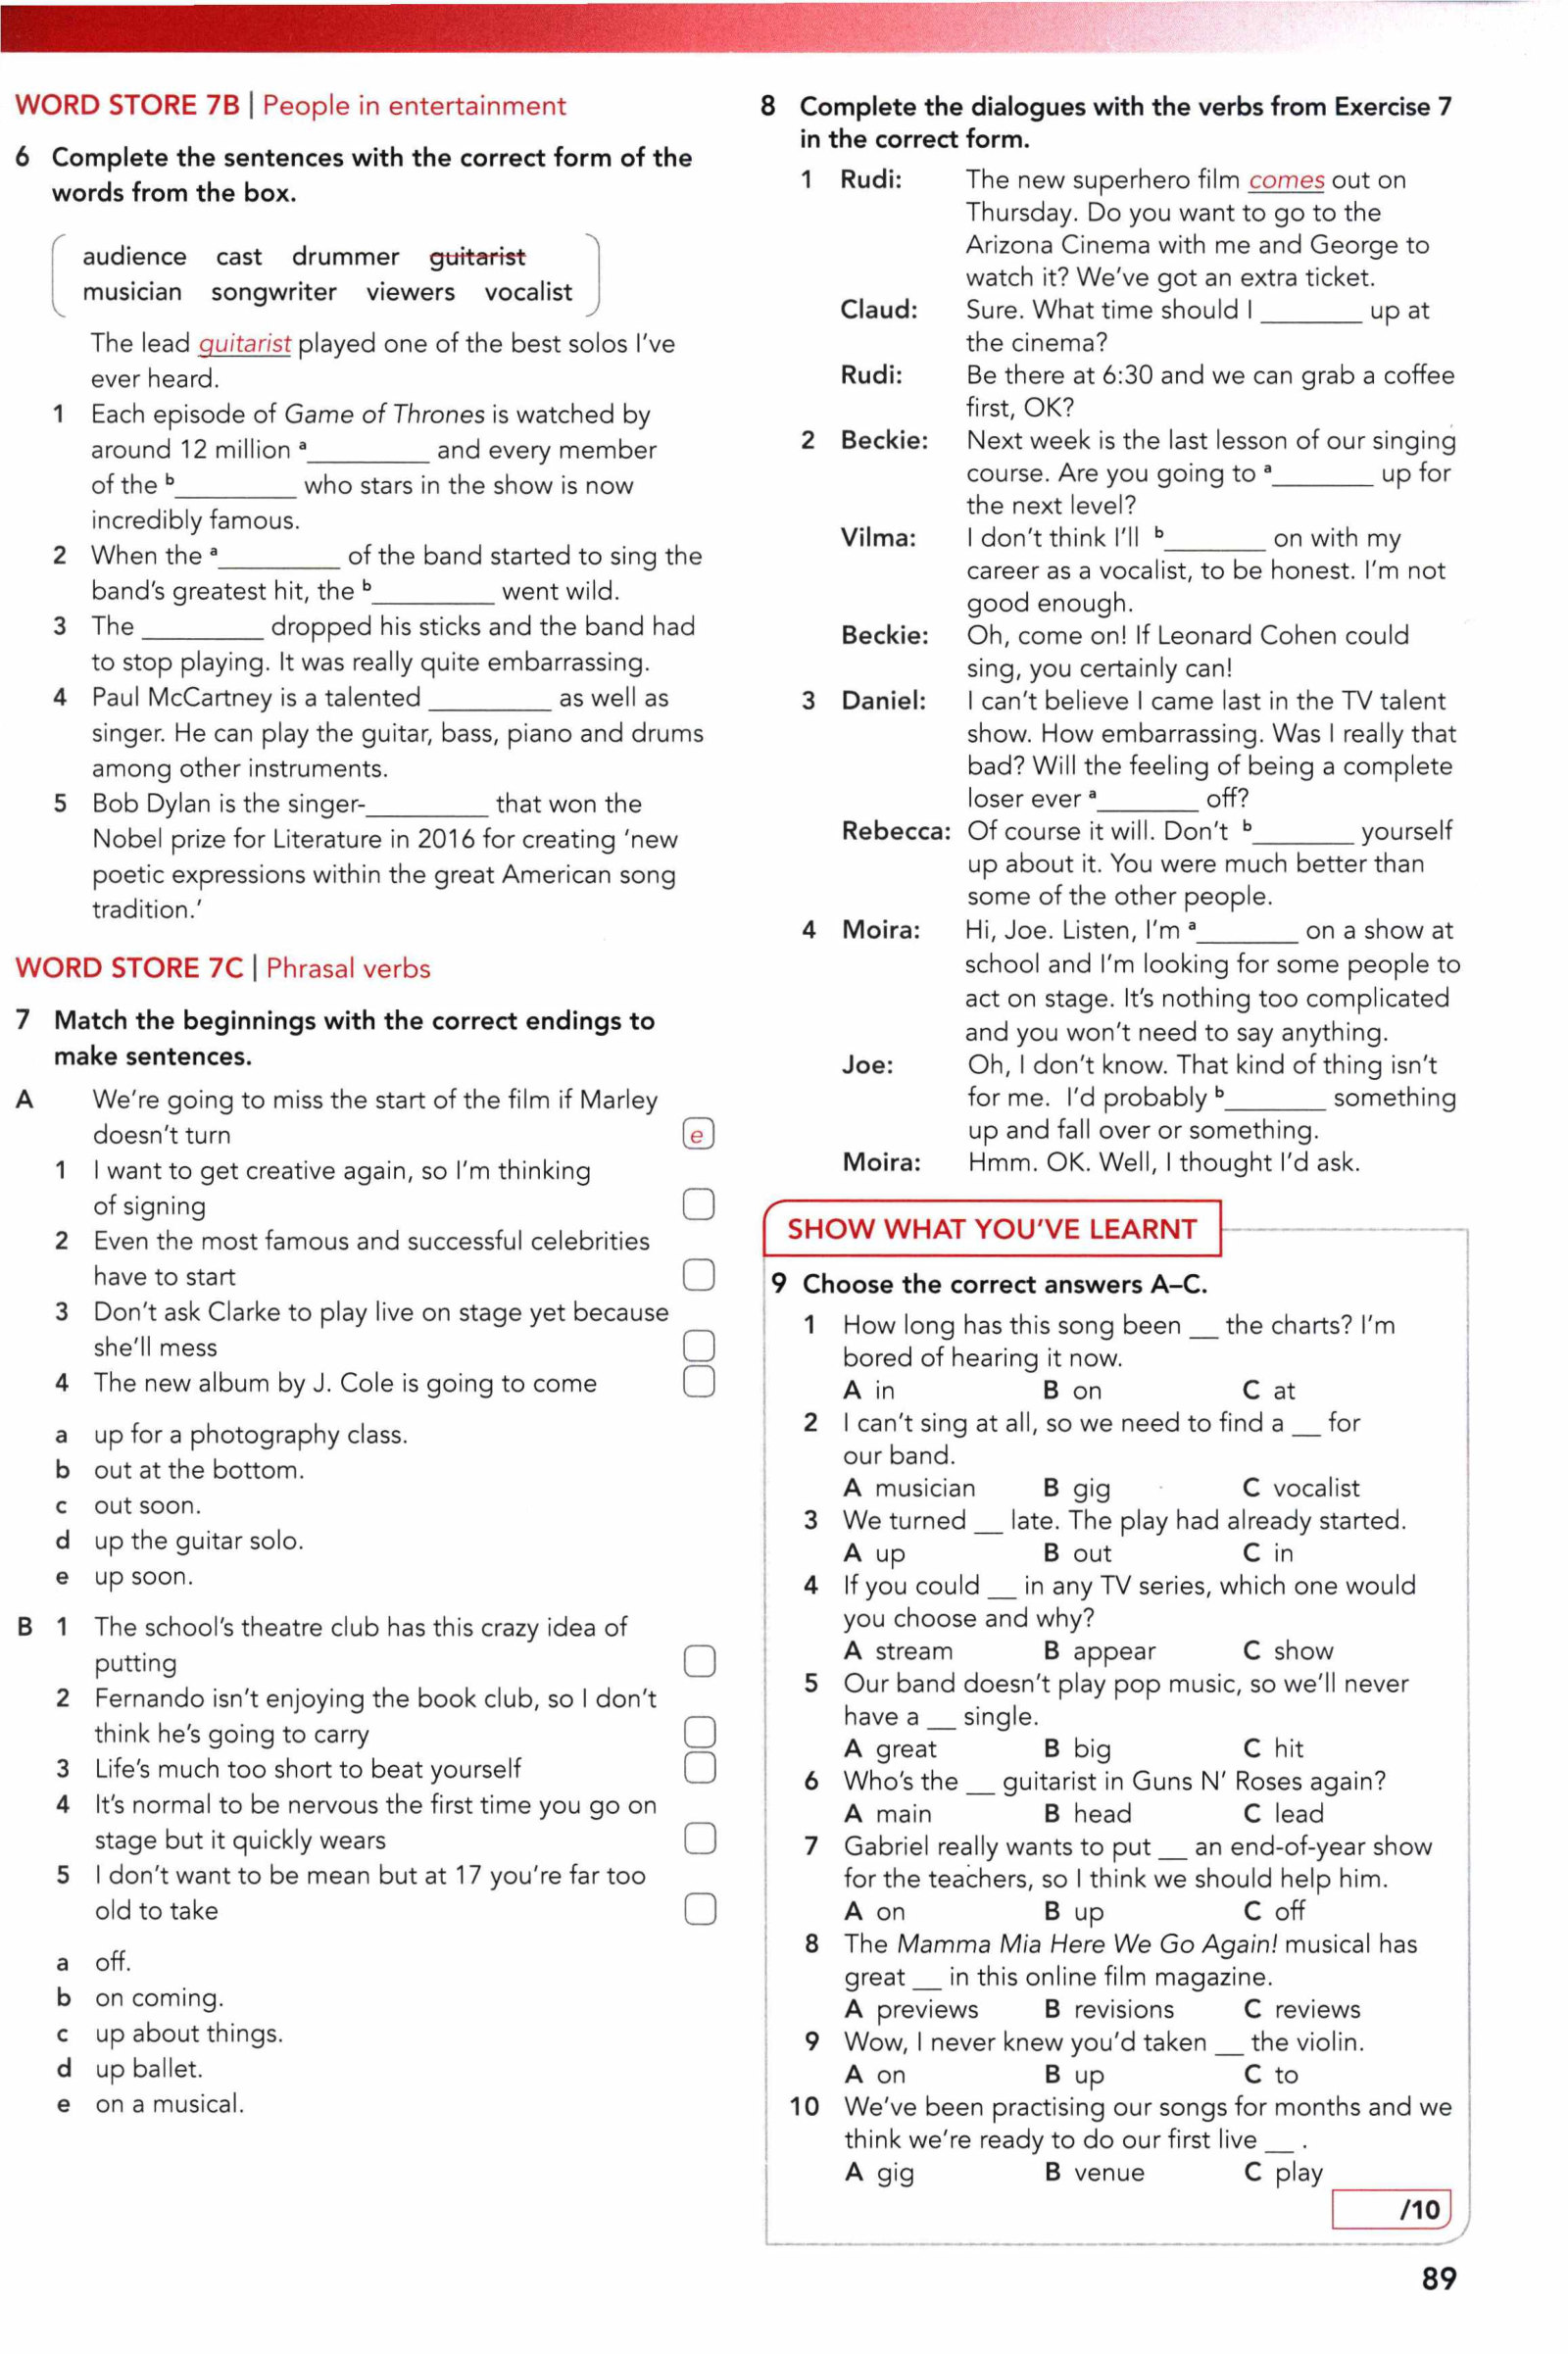 WORD STORE 7B | People in entertainment
6 Complete the sentences with the correct form of the
words from the box.
audience cast drummer guitarist
musician songwriter viewers vocalist
The lead guitarist played one of the best solos I've
ever heard.
1 Each episode of Game of Thrones is watched by
around 12 million a__________ and every member
of the b__________ who stars in the show is now
incredibly famous.
2 When the a__________ of the band started to sing the
band's greatest hit, the b__________ went wild.
3 The __________ dropped his sticks and the band had
to stop playing. It was really quite embarrassing.
4 Paul McCartney is a talented __________ as well as
singer. He can play the guitar, bass, piano and drums
among other instruments.
5 Bob Dylan is the singer-__________ that won the
Nobel prize for Literature in 2016 for creating 'new
poetic expressions within the great American song
tradition.'
WORD STORE 7C | Phrasal verbs
7 Match the beginnings with the correct endings to
make sentences.
A We're going to miss the start of the film if Marley
doesn't turn e
1 I want to get creative again, so I'm thinking
of signing
2 Even the most famous and successful celebrities
have to start
3 Don't ask Clarke to play live on stage yet because
she'll mess
4 The new album by J. Cole is going to come
a up for a photography class.
b out at the bottom.
c out soon.
d up the guitar solo.
e up soon.
B 1 The school's theatre club has this crazy idea of
putting
2 Fernando isn't enjoying the book club, so I don't
think he's going to carry
3 Life's much too short to beat yourself
4 It's normal to be nervous the first time you go on
stage but it quickly wears
5 I don't want to be mean but at 17 you're far too
old to take
a off.
b on coming.
c up about things.
d up ballet.
e on a musical.
8 Complete the dialogues with the verbs from Exercise 7
in the correct form.
1 Rudi: The new superhero film comes out on
Thursday. Do you want to go to the
Arizona Cinema with me and George to
watch it? We've got an extra ticket.
Claud: Sure. What time should I ________ up at
the cinema?
Rudi: Be there at 6:30 and we can grab a coffee
first, OK?
2 Beckie: Next week is the last lesson of our singing
course. Are you going to a________ up for
the next level?
Vilma: I don't think I'll b________ on with my
career as a vocalist, to be honest. I'm not
good enough.
Beckie: Oh, come on! If Leonard Cohen could
sing, you certainly can!
3 Daniel: I can't believe I came last in the TV talent
show. How embarrassing. Was I really that
bad? Will the feeling of being a complete
loser ever a________ off?
Rebecca: Of course it will. Don't b________ yourself
up about it. You were much better than
some of the other people.
4 Moira: Hi, Joe. Listen, I'm a________ on a show at
school and I'm looking for some people to
act on stage. It's nothing too complicated
and you won't need to say anything.
Joe: Oh, I don't know. That kind of thing isn't
for me. I'd probably b________ something
up and fall over or something.
Moira: Hmm. OK. Well, I thought I'd ask.
SHOW WHAT YOU'VE LEARNT
9 Choose the correct answers A–C.
1 How long has this song been __ the charts? I'm
bored of hearing it now.
A in B on C at
2 I can't sing at all, so we need to find a __ for
our band.
A musician B gig C vocalist
3 We turned __ late. The play had already started.
A up B out C in
4 If you could __ in any TV series, which one would
you choose and why?
A stream B appear C show
5 Our band doesn't play pop music, so we'll never
have a __ single.
A great B big C hit
6 Who's the __ guitarist in Guns N' Roses again?
A main B head C lead
7 Gabriel really wants to put __ an end-of-year show
for the teachers, so I think we should help him.
A on B up C off
8 The Mamma Mia Here We Go Again! musical has
great __ in this online film magazine.
A previews B revisions C reviews
9 Wow, I never knew you'd taken __ the violin.
A on B up C to
10 We've been practising our songs for months and we
think we're ready to do our first live __ .
A gig B venue C play
/10
89